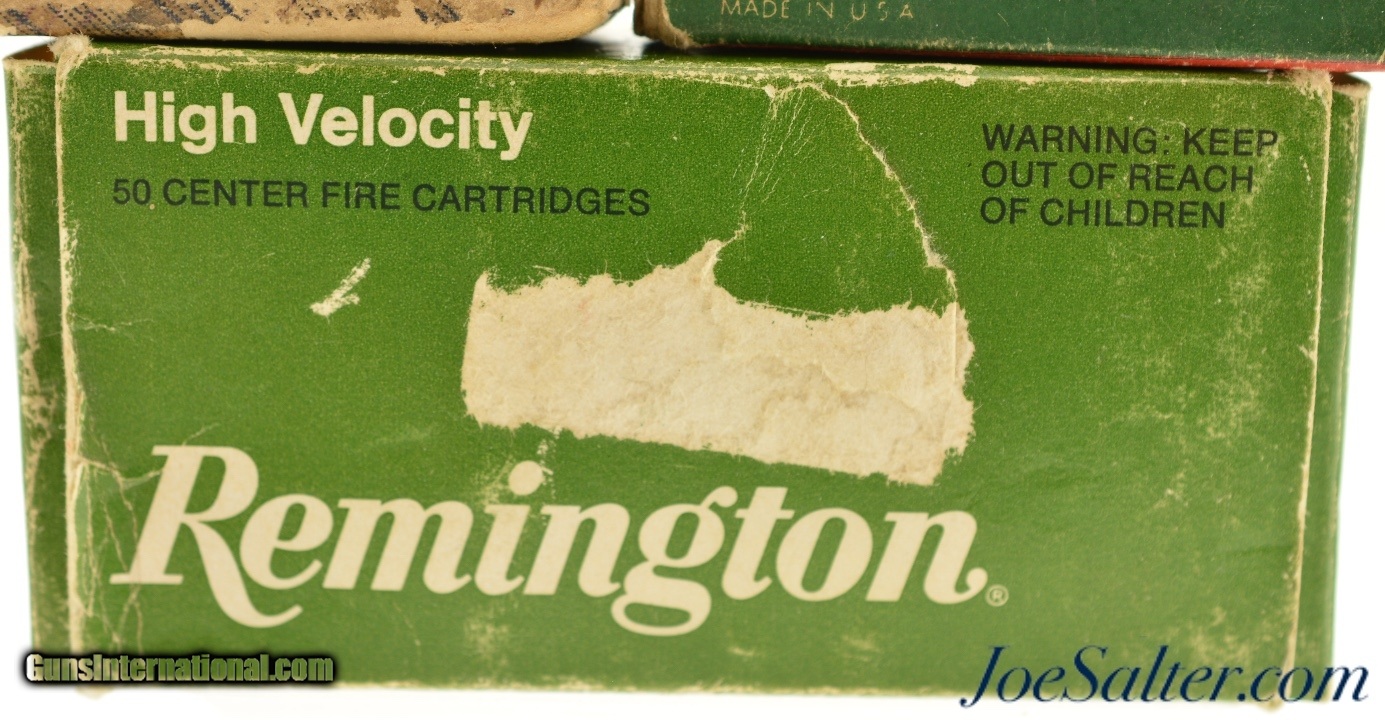 MADE IN U S A
High Velocity
50 CENTER FIRE CARTRIDGES
WARNING: KEEP
OUT OF REACH
OF CHILDREN
Remington®
GunsInternational.com
JoeSalter.com